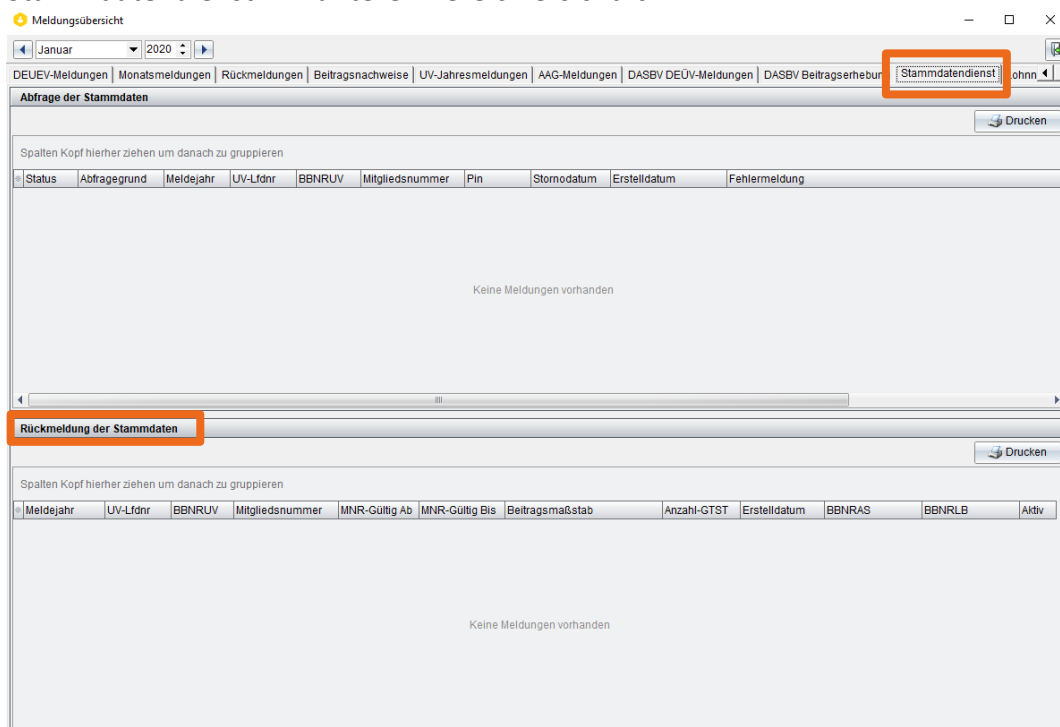 Meldungsübersicht
Januar 2020
DEUEV-Meldungen Monatsmeldungen Rückmeldungen Beitragsnachweise UV-Jahresmeldungen AAG-Meldungen DASBV DEÜV-Meldungen DASBV Beitragserhebun Stammdatendienst ohnn
Abfrage der Stammdaten
Drucken
Spalten Kopf hierher ziehen um danach zu gruppieren
Status Abfragegrund Meldejahr UV-Lfdnr BBNRUV Mitgliedsnummer Pin Stornodatum Erstelldatum Fehlermeldung
Keine Meldungen vorhanden
Rückmeldung der Stammdaten
Drucken
Spalten Kopf hierher ziehen um danach zu gruppieren
Meldejahr UV-Lfdnr BBNRUV Mitgliedsnummer MNR-Gültig Ab MNR-Gültig Bis Beitragsmaßstab Anzahl-GTST Erstelldatum BBNRAS BBNRLB Aktiv
Keine Meldungen vorhanden